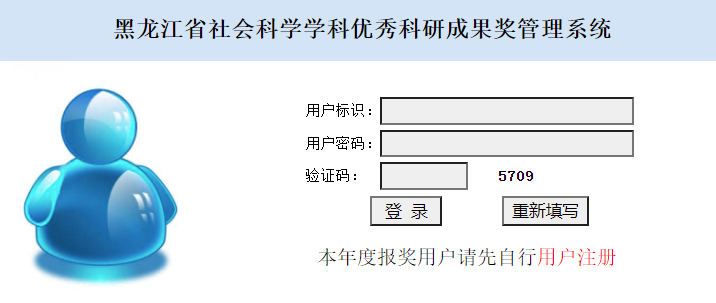 黑龙江省社会科学学科优秀科研成果奖管理系统
用户标识：
用户密码：
验证码： 5709
登 录 重新填写
本年度报奖用户请先自行用户注册